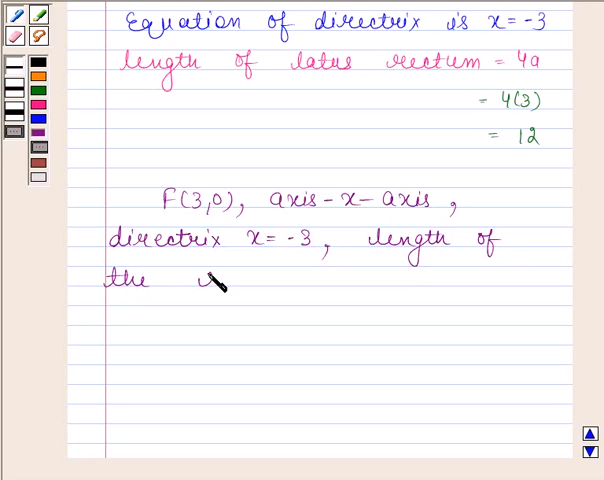 Equation of directrix is x = -3
length of latus rectum = 4a
= 4(3)
= 12
F(3,0), axis - x - axis,
directrix x = -3, length of
the